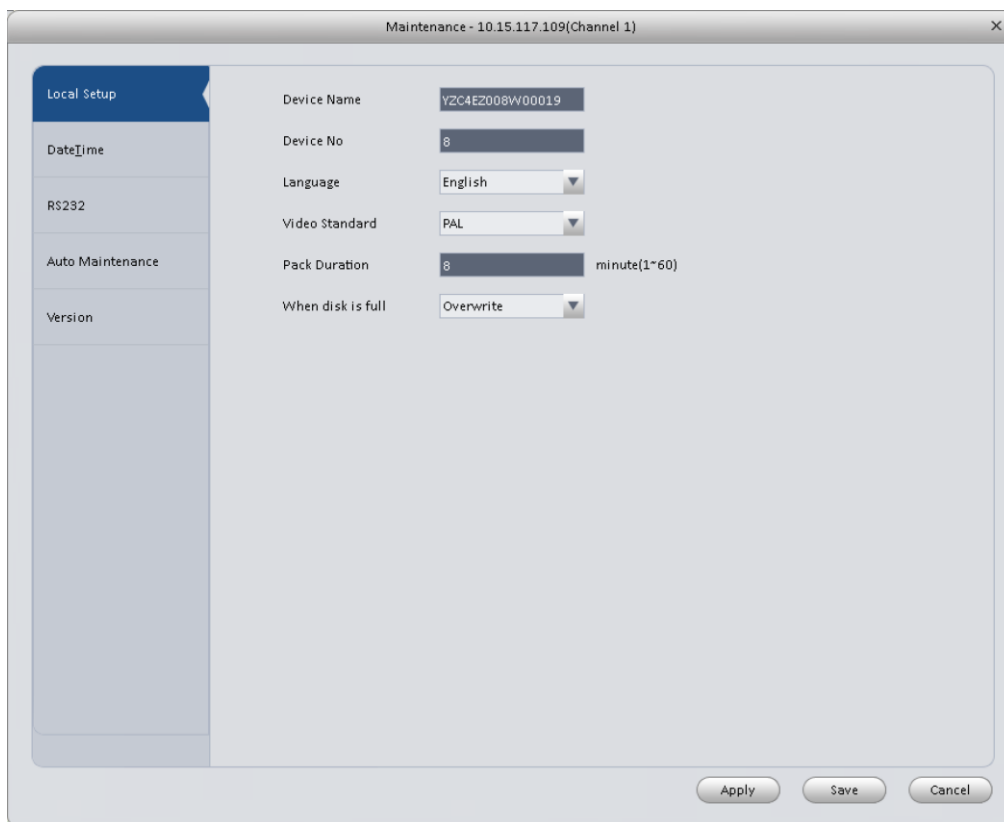 Maintenance - 10.15.117.109(Channel 1)
Local Setup
DateTime
RS232
Auto Maintenance
Version
Device Name YZC4EZ008W00019
Device No 8
Language English
Video Standard PAL
Pack Duration 8 minute(1~60)
When disk is full Overwrite
Apply Save Cancel